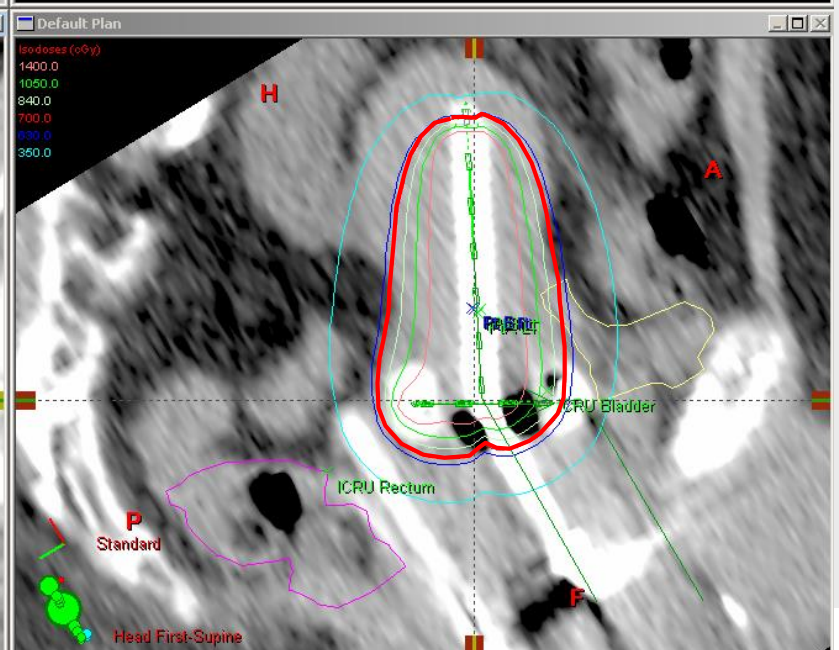 Default Plan
Isodoses (cGy)
1400.0
1050.0
840.0
700.0
630.0
350.0
H
A
ICRU Bladder
ICRU Rectum
P
Standard
F
Head First-Supine